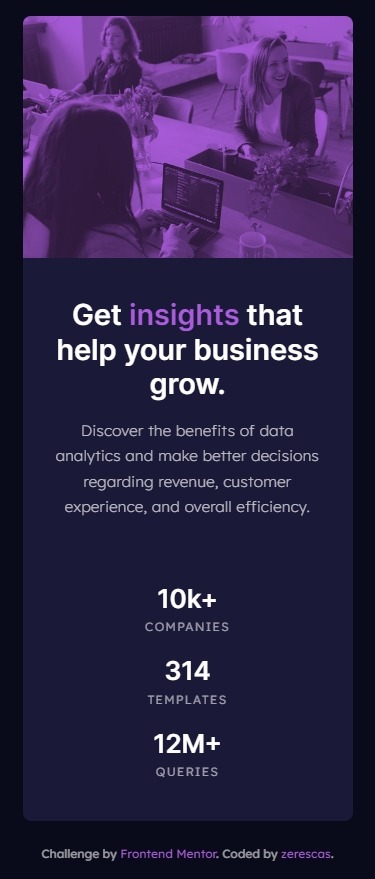 Get insights that
help your business
grow.
Discover the benefits of data
analytics and make better decisions
regarding revenue, customer
experience, and overall efficiency.
10k+
COMPANIES
314
TEMPLATES
12M+
QUERIES
Challenge by Frontend Mentor. Coded by zerescas.